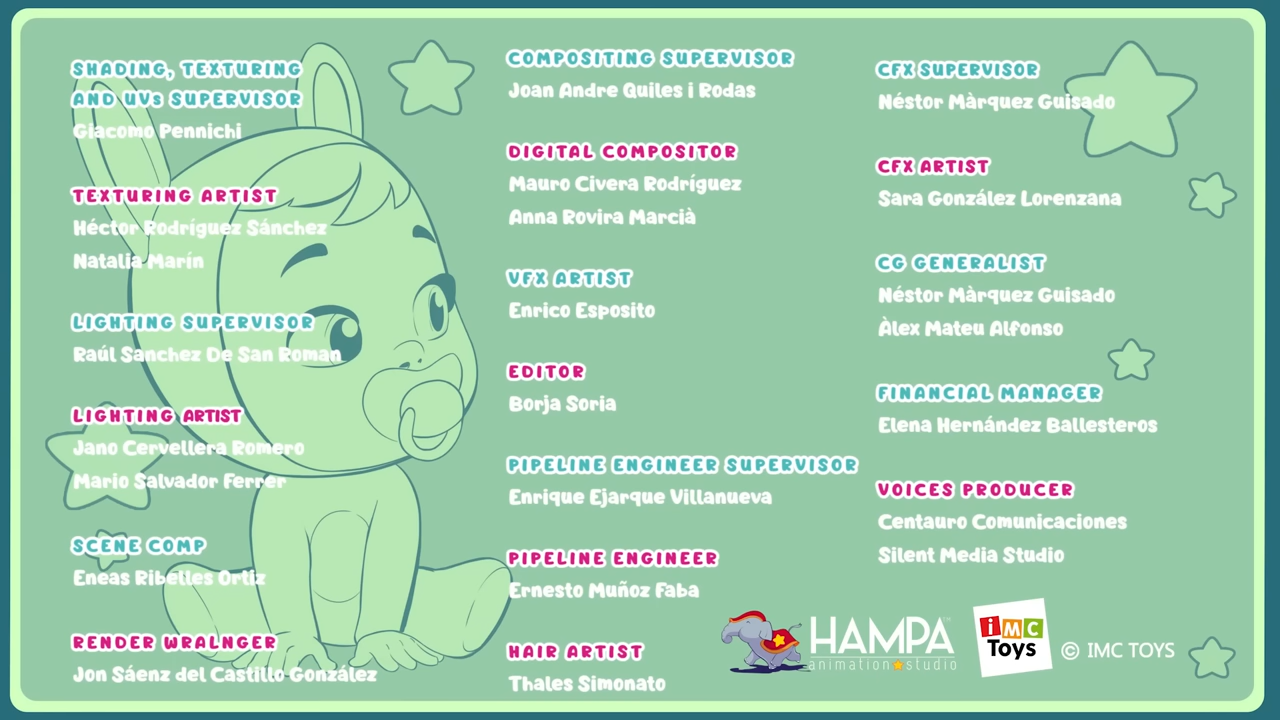 SHADING, TEXTURING
AND UVs SUPERVISOR
Giacomo Pennichi
TEXTURING ARTIST
Héctor Rodríguez Sánchez
Natalia Marín
LIGHTING SUPERVISOR
Raúl Sanchez De San Roman
LIGHTING ARTIST
Jano Cervellera Romero
Mario Salvador Ferrer
SCENE COMP
Eneas Ribelles Ortíz
RENDER WRALNGER
Jon Sáenz del Castillo González
COMPOSITING SUPERVISOR
Joan Andre Quiles i Rodas
DIGITAL COMPOSITOR
Mauro Civera Rodríguez
Anna Rovira Marcià
VFX ARTIST
Enrico Esposito
EDITOR
Borja Soria
PIPELINE ENGINEER SUPERVISOR
Enrique Ejarque Villanueva
PIPELINE ENGINEER
Ernesto Muñoz Faba
HAIR ARTIST
Thales Simonato
CFX SUPERVISOR
Néstor Màrquez Guisado
CFX ARTIST
Sara González Lorenzana
CG GENERALIST
Néstor Màrquez Guisado
Àlex Mateu Alfonso
FINANCIAL MANAGER
Elena Hernández Ballesteros
VOICES PRODUCER
Centauro Comunicaciones
Silent Media Studio
HAMPA™
animation studio
imc
Toys
© IMC TOYS